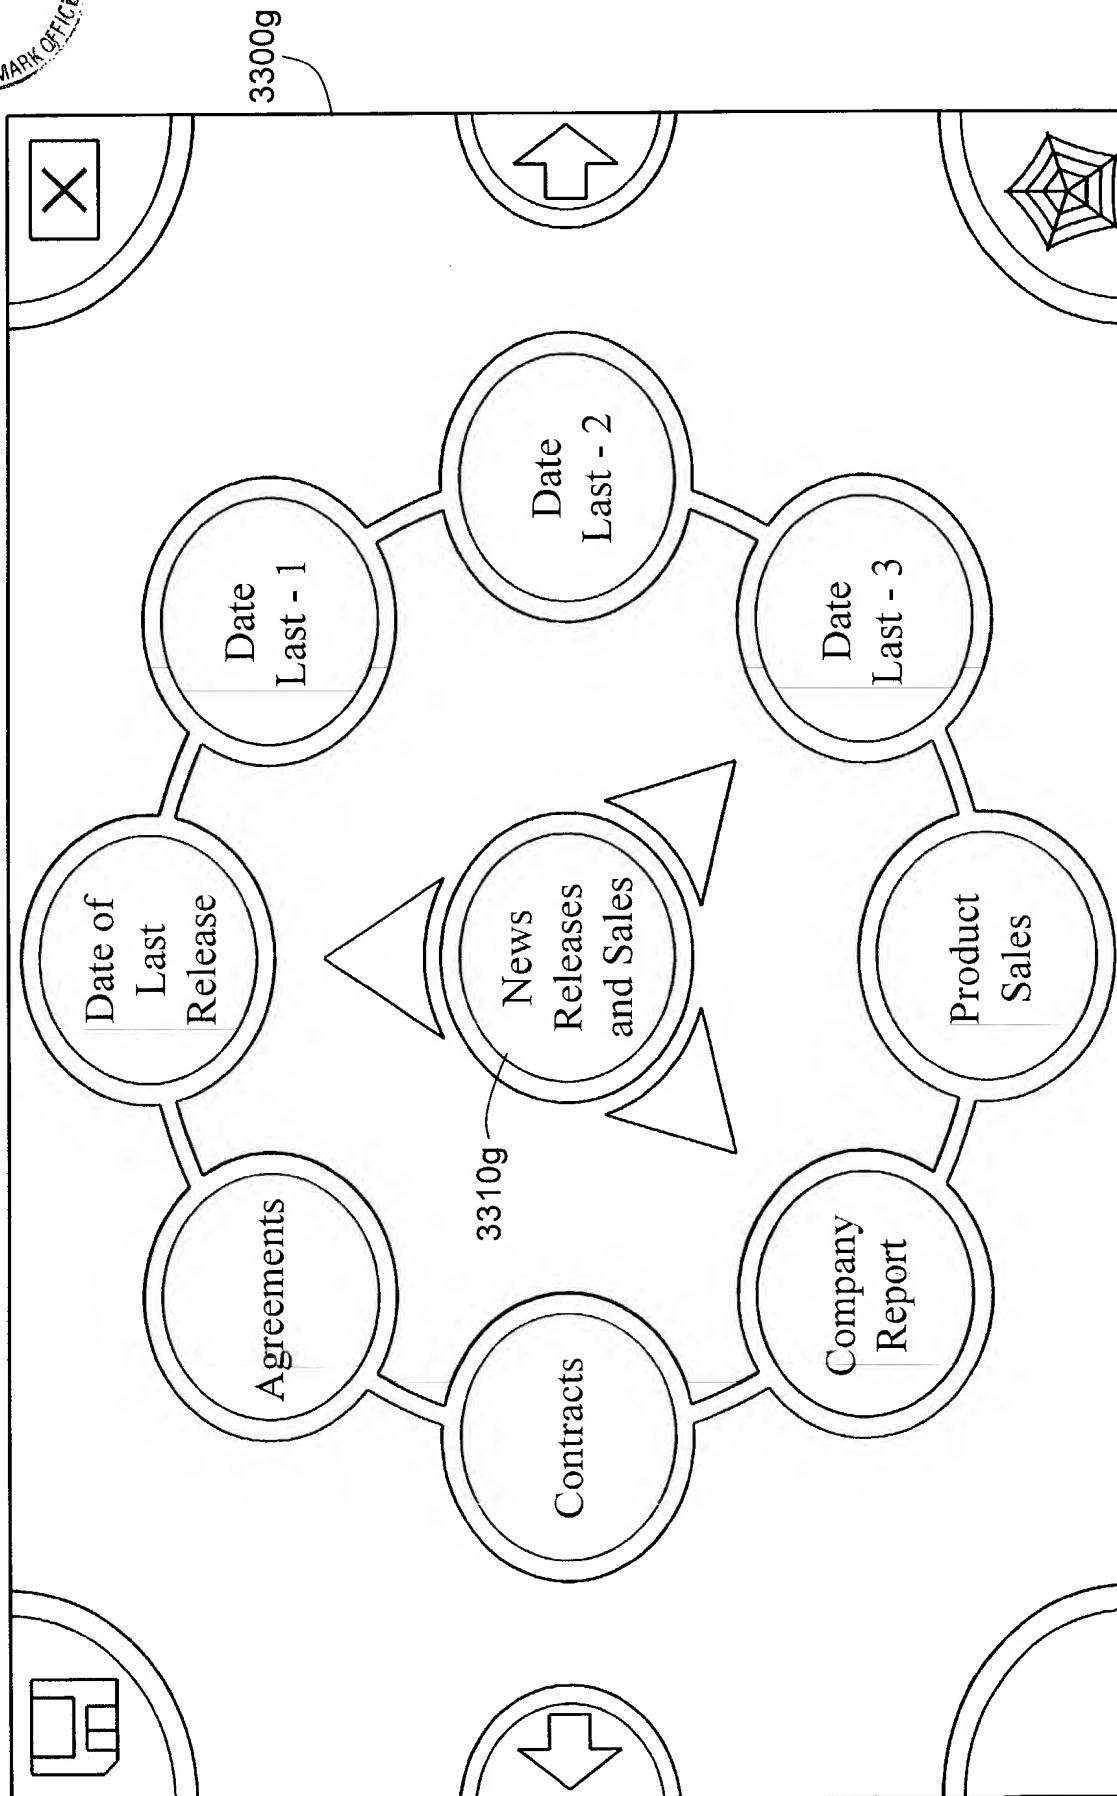 MARK OFFICE
3300g
Date of
Last
Release
Date
Last - 1
Date
Last - 2
Date
Last - 3
Product
Sales
Company
Report
Contracts
Agreements
News
Releases
and Sales
3310g